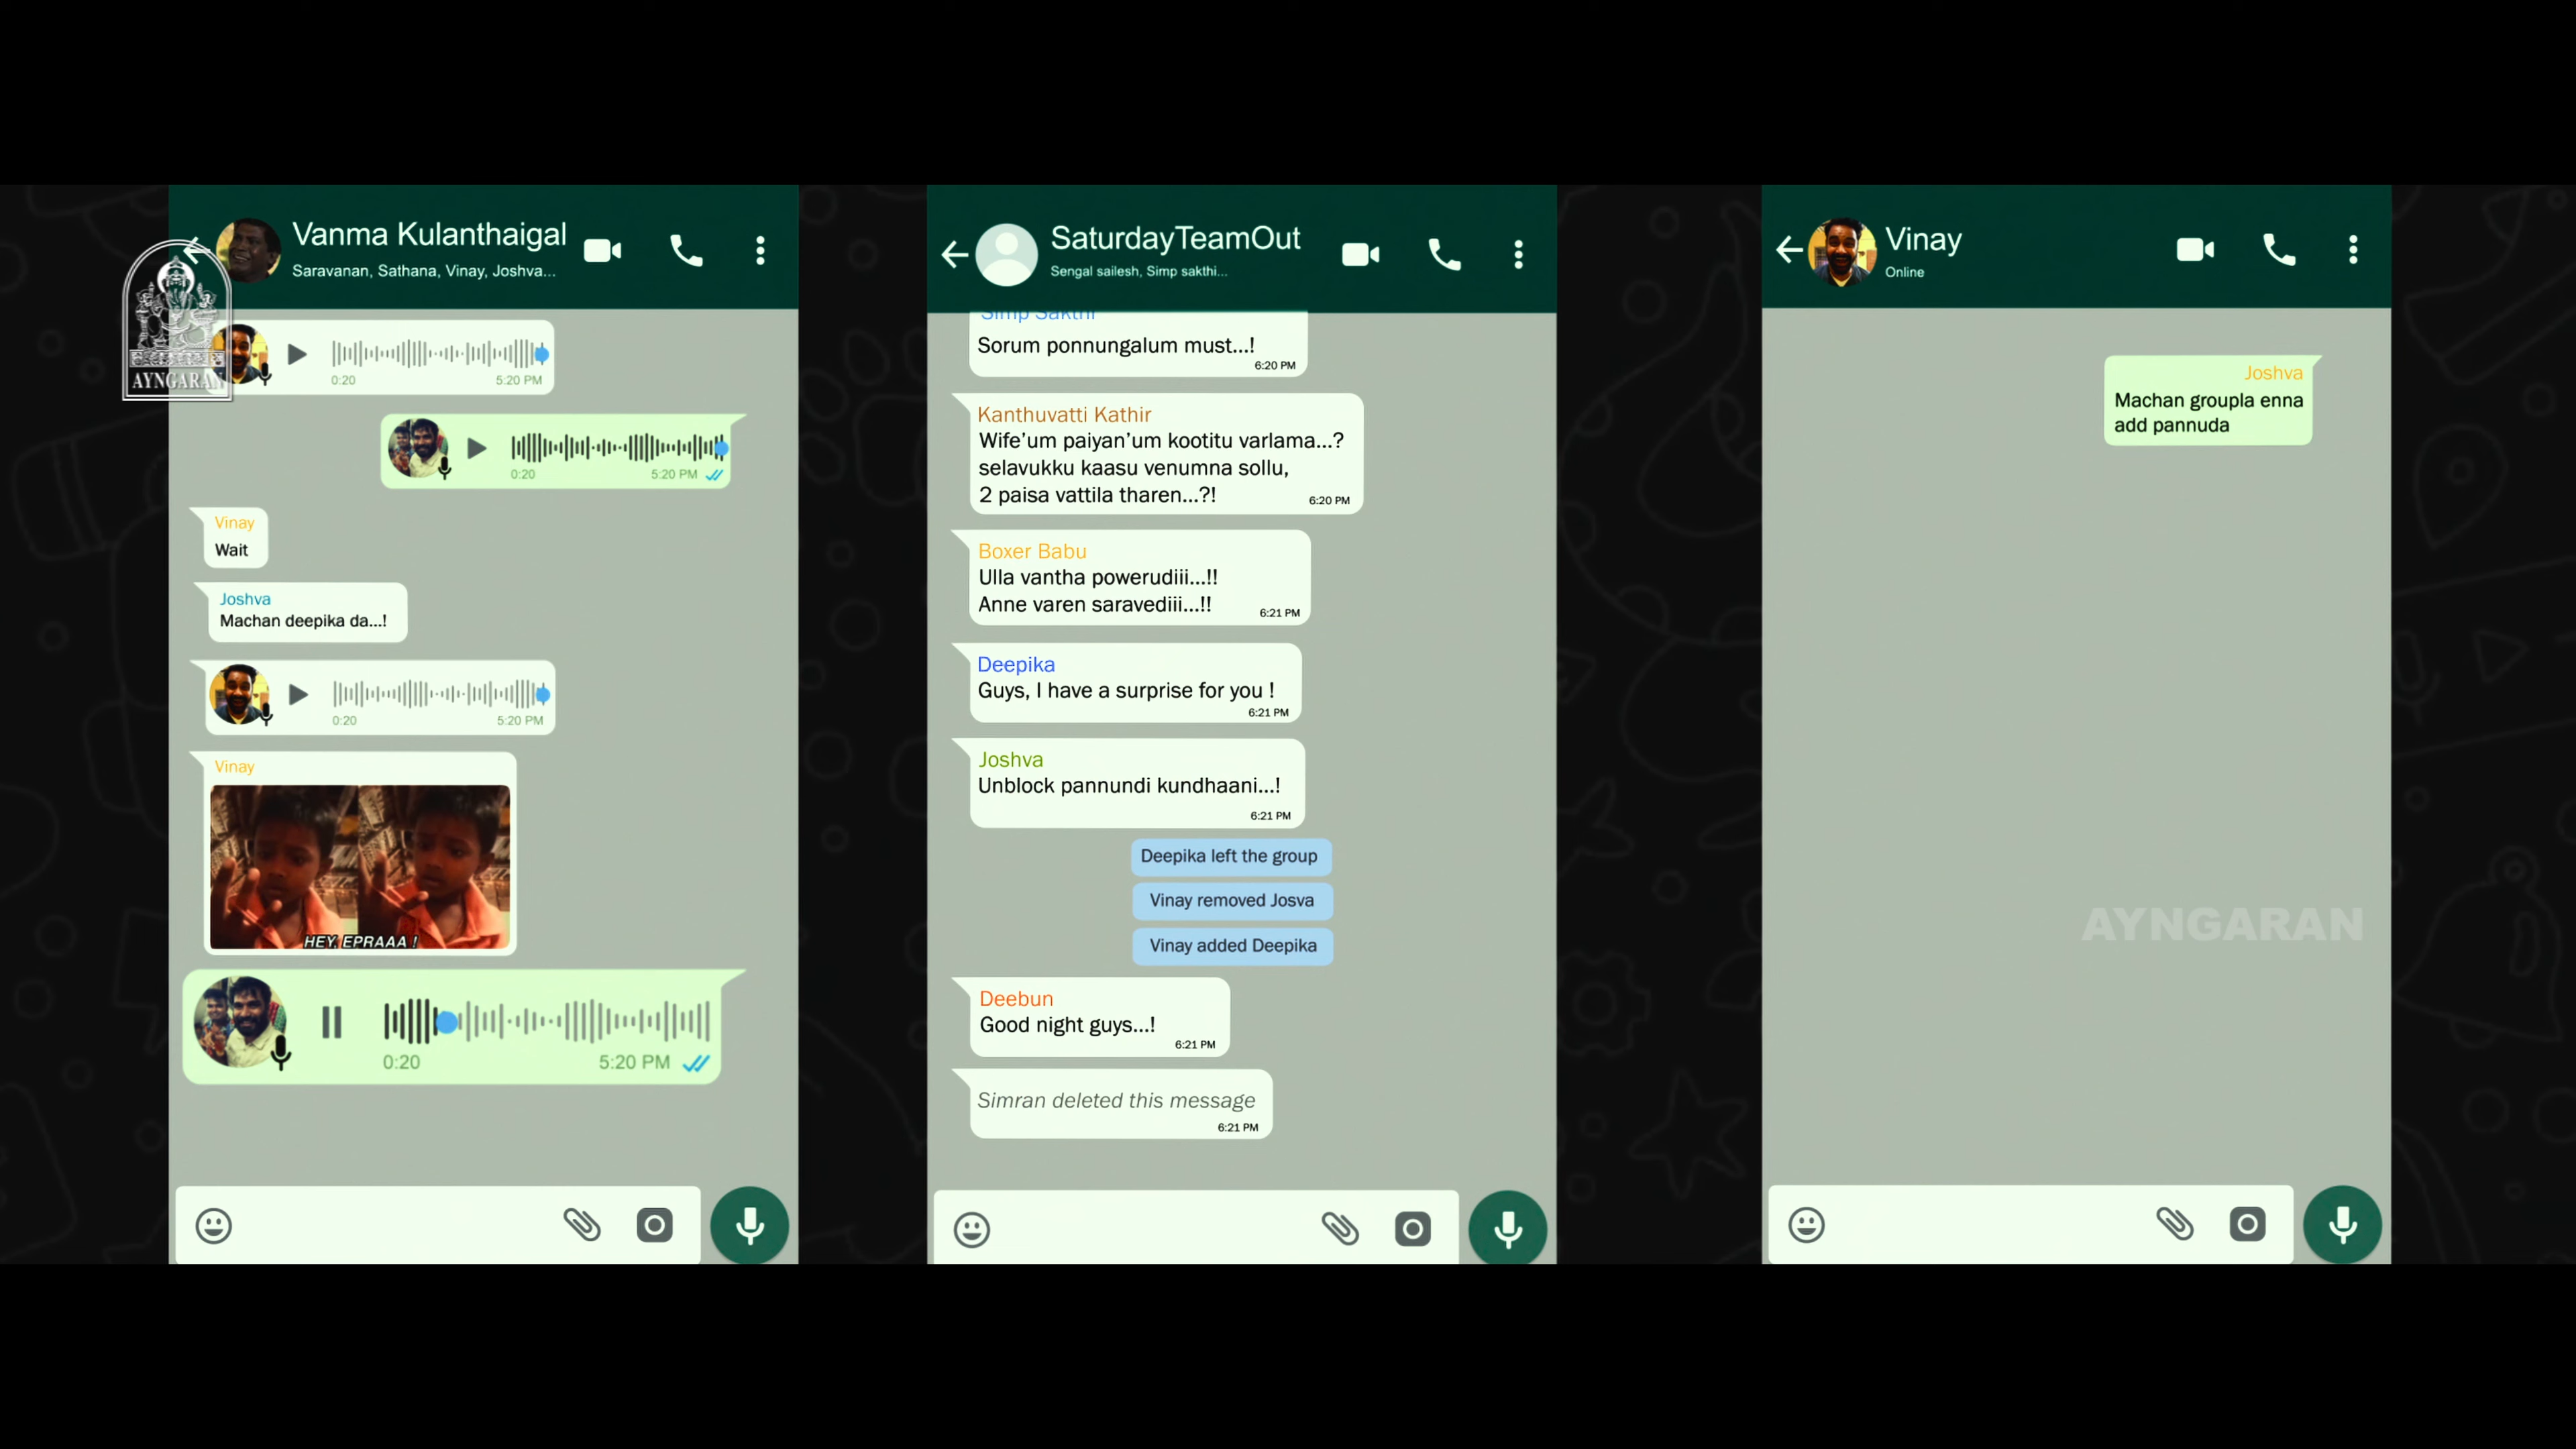 Vanma Kulanthaigal
Saravanan, Sathana, Vinay, Joshva...
AYNGARAN
0:20 5:20 PM
0:20 5:20 PM
Vinay
Wait
Joshva
Machan deepika da...!
0:20 5:20 PM
Vinay
HEY, EPRAAA !
0:20 5:20 PM
SaturdayTeamOut
Sengal sailesh, Simp sakthi...
Simp Sakthi
Sorum ponnungalum must...!
6:20 PM
Kanthuvatti Kathir
Wife'um paiyan'um kootitu varlama...?
selavukku kaasu venumna sollu,
2 paisa vattila tharen...?!
6:20 PM
Boxer Babu
Ulla vantha powerudiii...!!
Anne varen saravediii...!!
6:21 PM
Deepika
Guys, I have a surprise for you !
6:21 PM
Joshva
Unblock pannundi kundhaani...!
6:21 PM
Deepika left the group
Vinay removed Josva
Vinay added Deepika
Deebun
Good night guys...!
6:21 PM
Simran deleted this message
6:21 PM
Vinay
Online
Joshva
Machan groupla enna
add pannuda
AYNGARAN